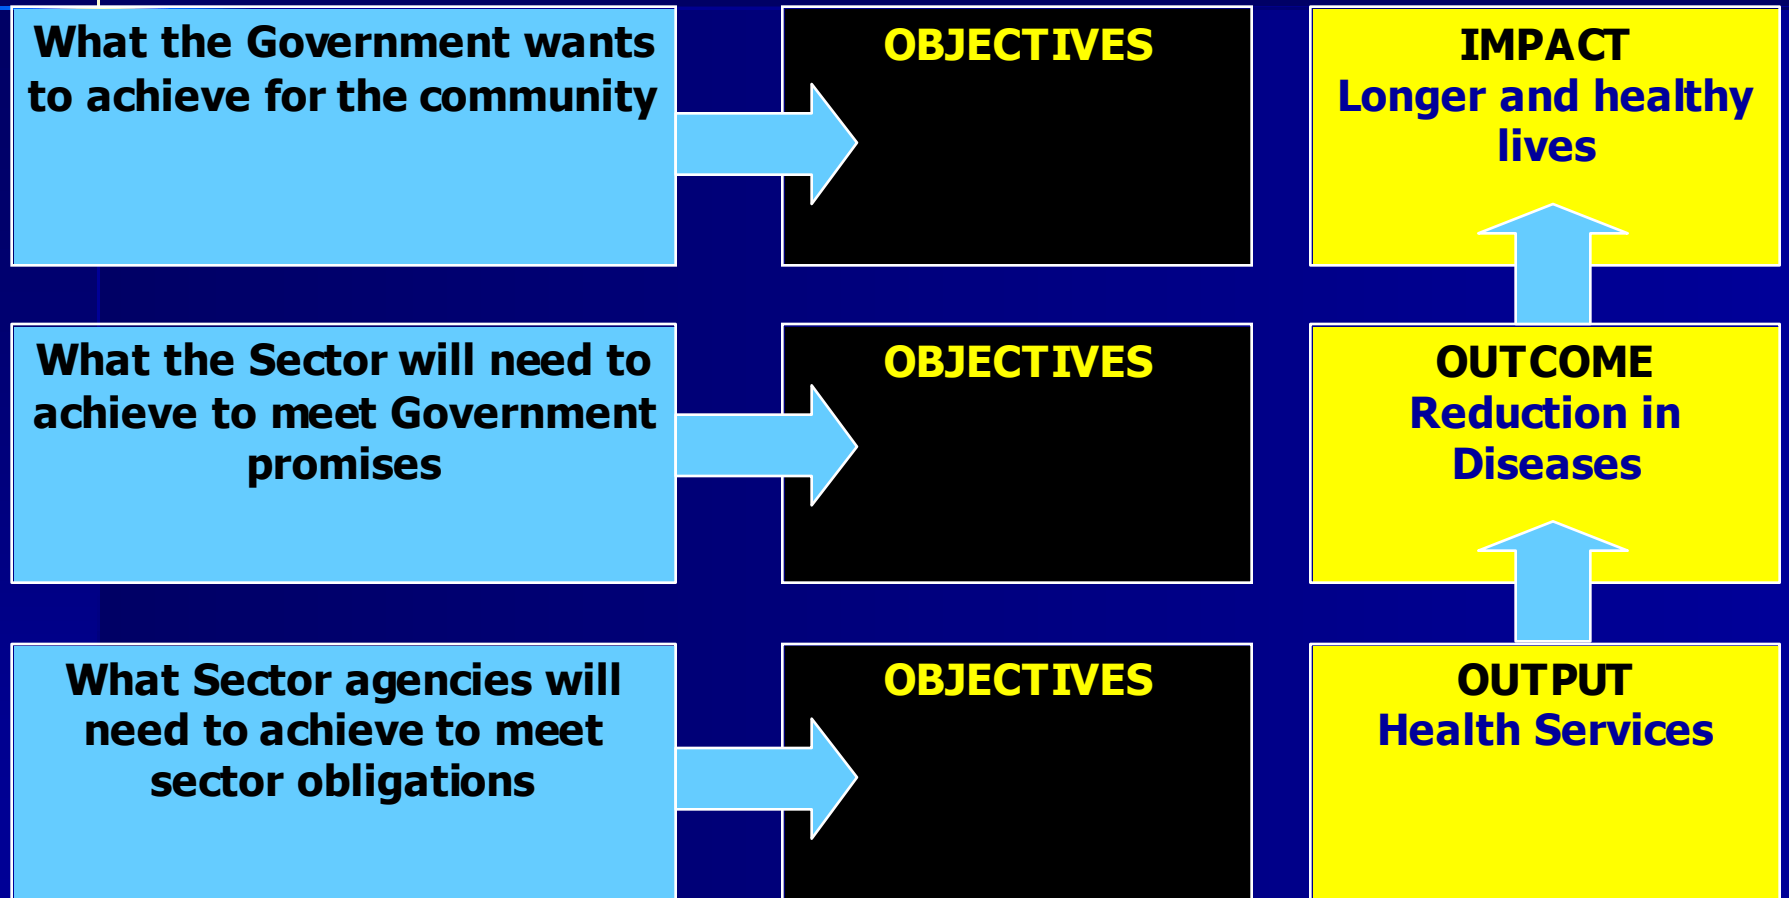 What the Government wants
to achieve for the community
OBJECTIVES
IMPACT
Longer and healthy
lives
What the Sector will need to
achieve to meet Government
promises
OBJECTIVES
OUTCOME
Reduction in
Diseases
What Sector agencies will
need to achieve to meet
sector obligations
OBJECTIVES
OUTPUT
Health Services